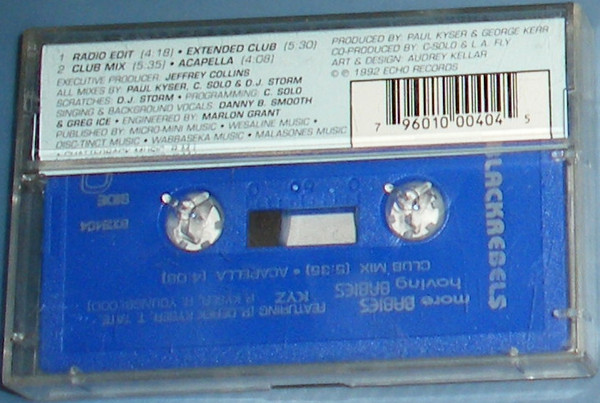 1 RADIO EDIT (4:18) • EXTENDED CLUB (5:30)
2 CLUB MIX (5:35) • ACAPELLA (4:08)
EXECUTIVE PRODUCER: JEFFREY COLLINS
ALL MIXES BY: PAUL KYSER, C. SOLO & D.J. STORM
SCRATCHES: D.J. STORM • PROGRAMMING: C. SOLO
SINGING & BACKGROUND VOCALS: DANNY B. SMOOTH
& GREG ICE • ENGINEERED BY: MARLON GRANT
PUBLISHED BY: MICRO-MINI MUSIC • WESALINE MUSIC •
DISC-TINCT MUSIC • WABBASEKA MUSIC • MALASONES MUSIC
PRODUCED BY: PAUL KYSER & GEORGE KERR
CO-PRODUCED BY: C-SOLO & L.A. FLY
ART & DESIGN: AUDREY KELLAR
© ℗ 1992 ECHO RECORDS
7 96010 00404 5
BLACKREBELS
more BABIES
having BABIES
CLUB MIX (5:35) • ACAPELLA (4:08)
FEATURING KYZ
SIDE